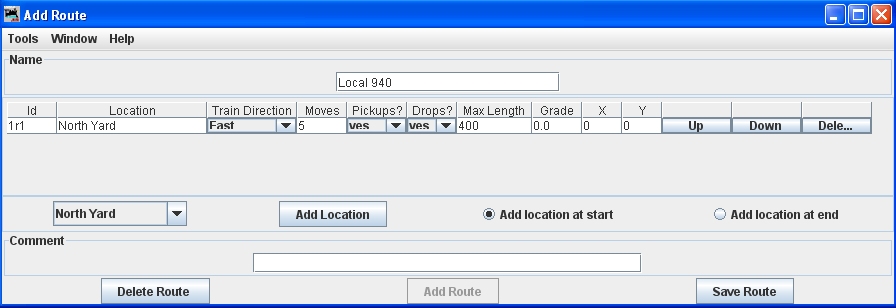 Add Route
Tools Window Help
Name
Local 940
Id Location Train Direction Moves Pickups? Drops? Max Length Grade X Y
1r1 North Yard East 5 yes yes 400 0.0 0 0 Up Down Dele...
North Yard Add Location Add location at start Add location at end
Comment
Delete Route Add Route Save Route